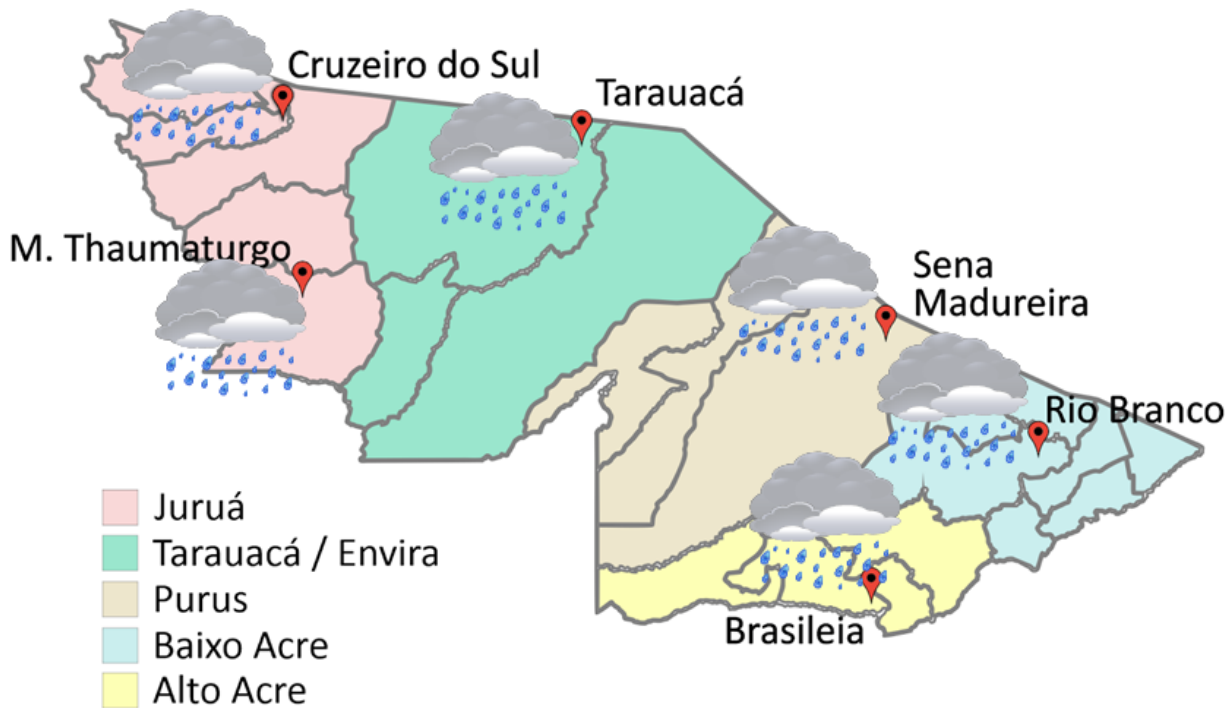 Cruzeiro do Sul
Tarauacá
M. Thaumaturgo
Sena
Madureira
Rio Branco
Brasileia
Juruá
Tarauacá / Envira
Purus
Baixo Acre
Alto Acre